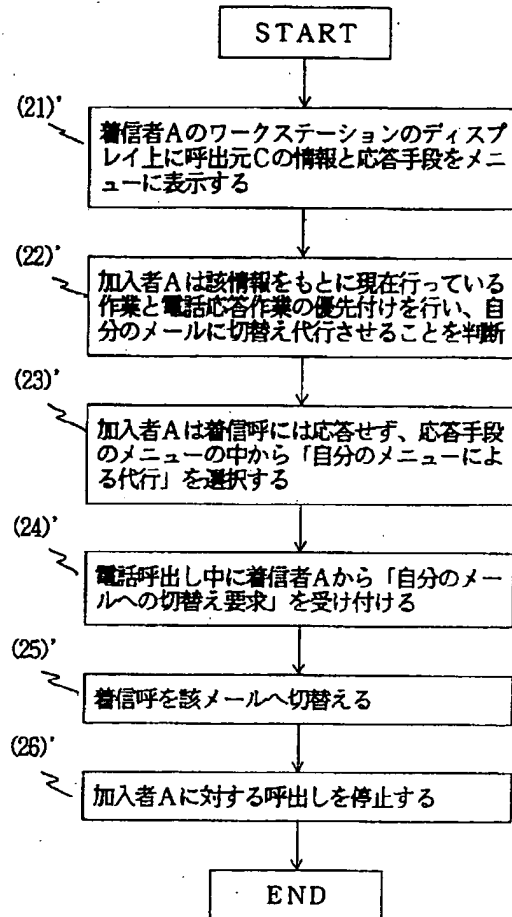 START
(21)'
着信者Aのワークステーションのディスプ
レイ上に呼出元Cの情報と応答手段をメニ
ューに表示する
(22)'
加入者Aは該情報をもとに現在行っている
作業と電話応答作業の優先付けを行い、自
分のメールに切替え代行させることを判断
(23)'
加入者Aは着信呼には応答せず、応答手段
のメニューの中から「自分のメニューによ
る代行」を選択する
(24)'
電話呼出し中に着信者Aから「自分のメー
ルへの切替え要求」を受け付ける
(25)'
着信呼を該メールへ切替える
(26)'
加入者Aに対する呼出しを停止する
END